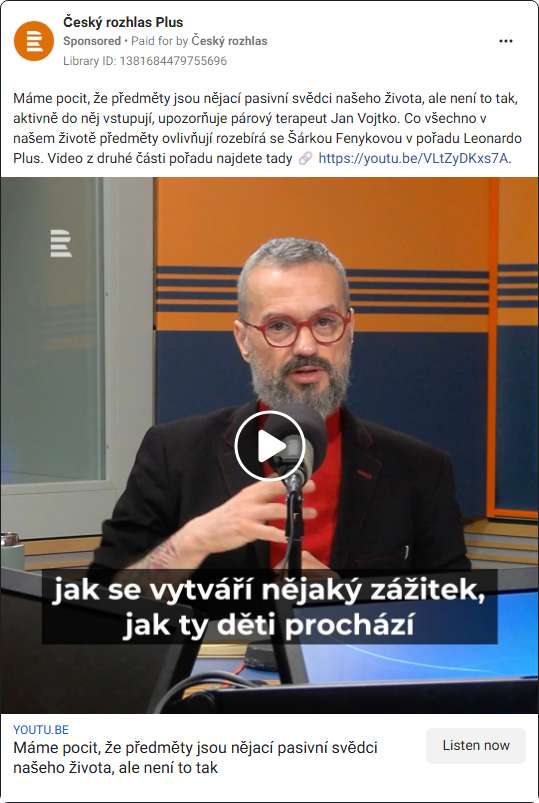 Český rozhlas Plus
Sponsored • Paid for by Český rozhlas
Library ID: 1381684479755696
Máme pocit, že předměty jsou nějací pasivní svědci našeho života, ale není to tak,
aktivně do něj vstupují, upozorňuje párový terapeut Jan Vojtko. Co všechno v
našem životě předměty ovlivňují rozebírá se Šárkou Fenykovou v pořadu Leonardo
Plus. Video z druhé části pořadu najdete tady 🔗 https://youtu.be/VLtZyDKxs7A.
jak se vytváří nějaký zážitek,
jak ty děti prochází
YOUTU.BE
Máme pocit, že předměty jsou nějací pasivní svědci
našeho života, ale není to tak
Listen now